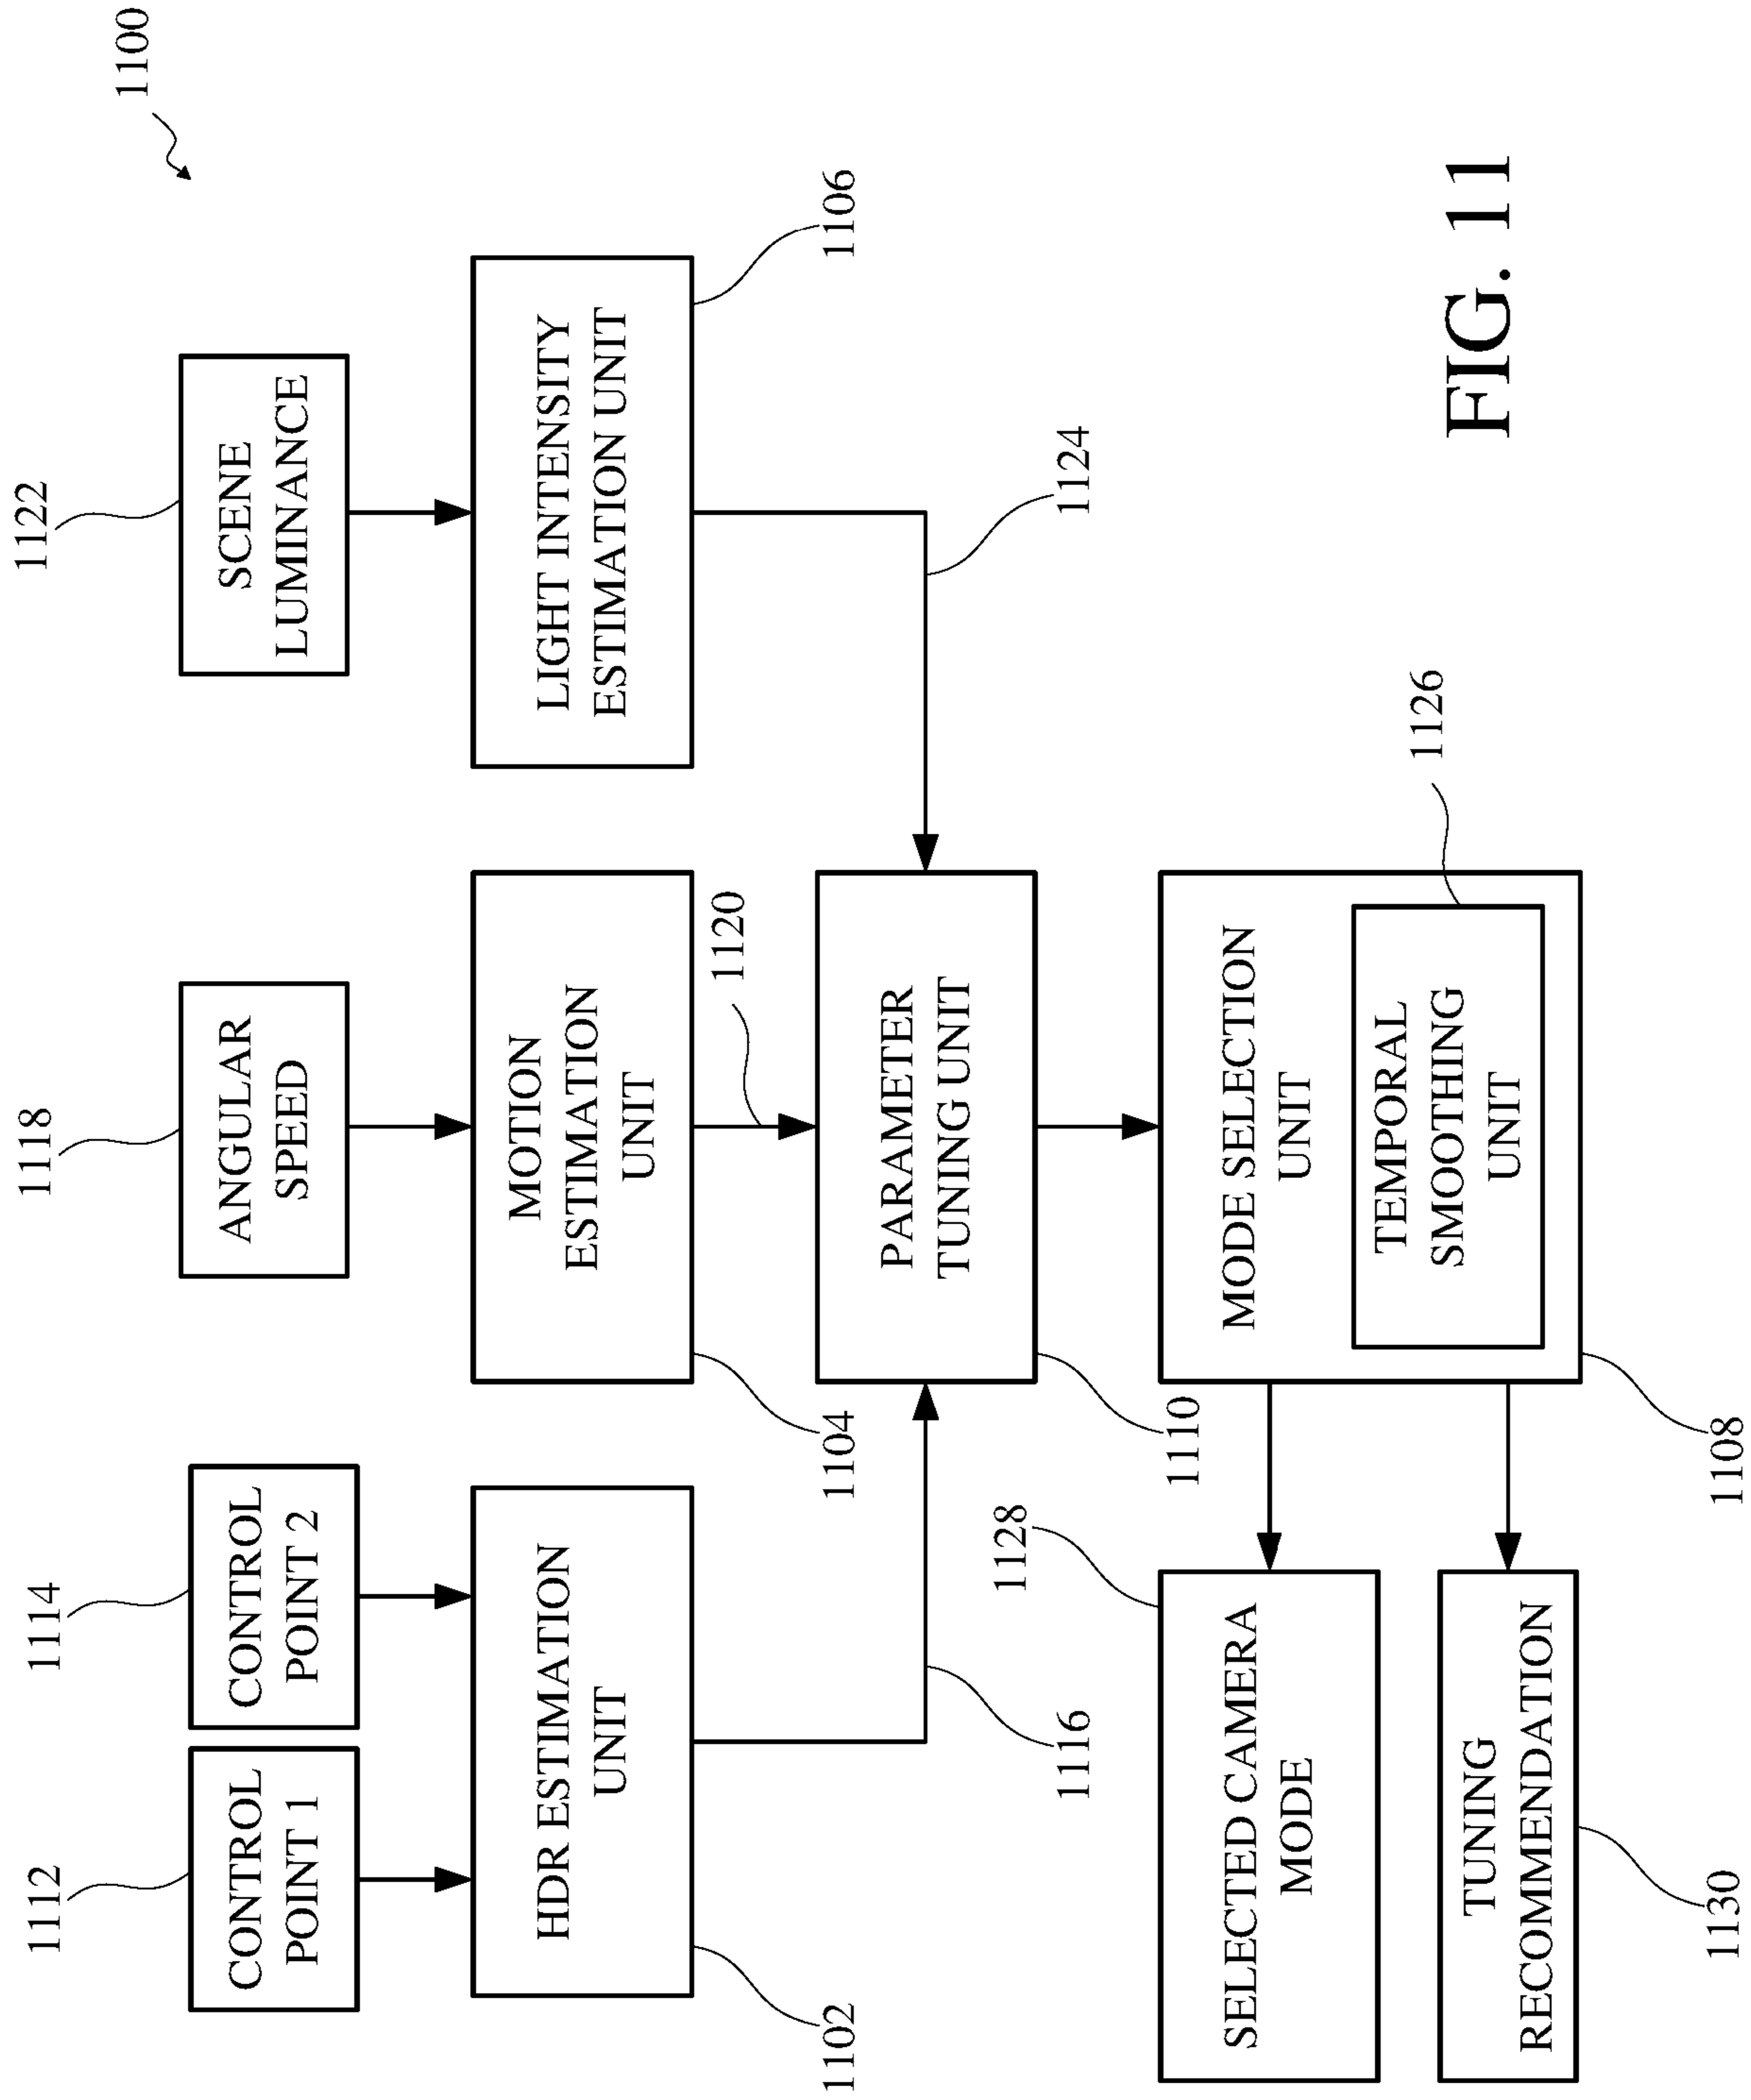 1100
1112
1114
1118
1122
CONTROL
POINT 1
CONTROL
POINT 2
ANGULAR
SPEED
SCENE
LUMINANCE
HDR ESTIMATION
UNIT
MOTION
ESTIMATION
UNIT
LIGHT INTENSITY
ESTIMATION UNIT
1102
1104
1120
1106
PARAMETER
TUNING UNIT
1116
1110
1124
1128
SELECTED CAMERA
MODE
MODE SELECTION
UNIT
TEMPORAL
SMOOTHING
UNIT
1126
TUNING
RECOMMENDATION
1130
1108
FIG. 11